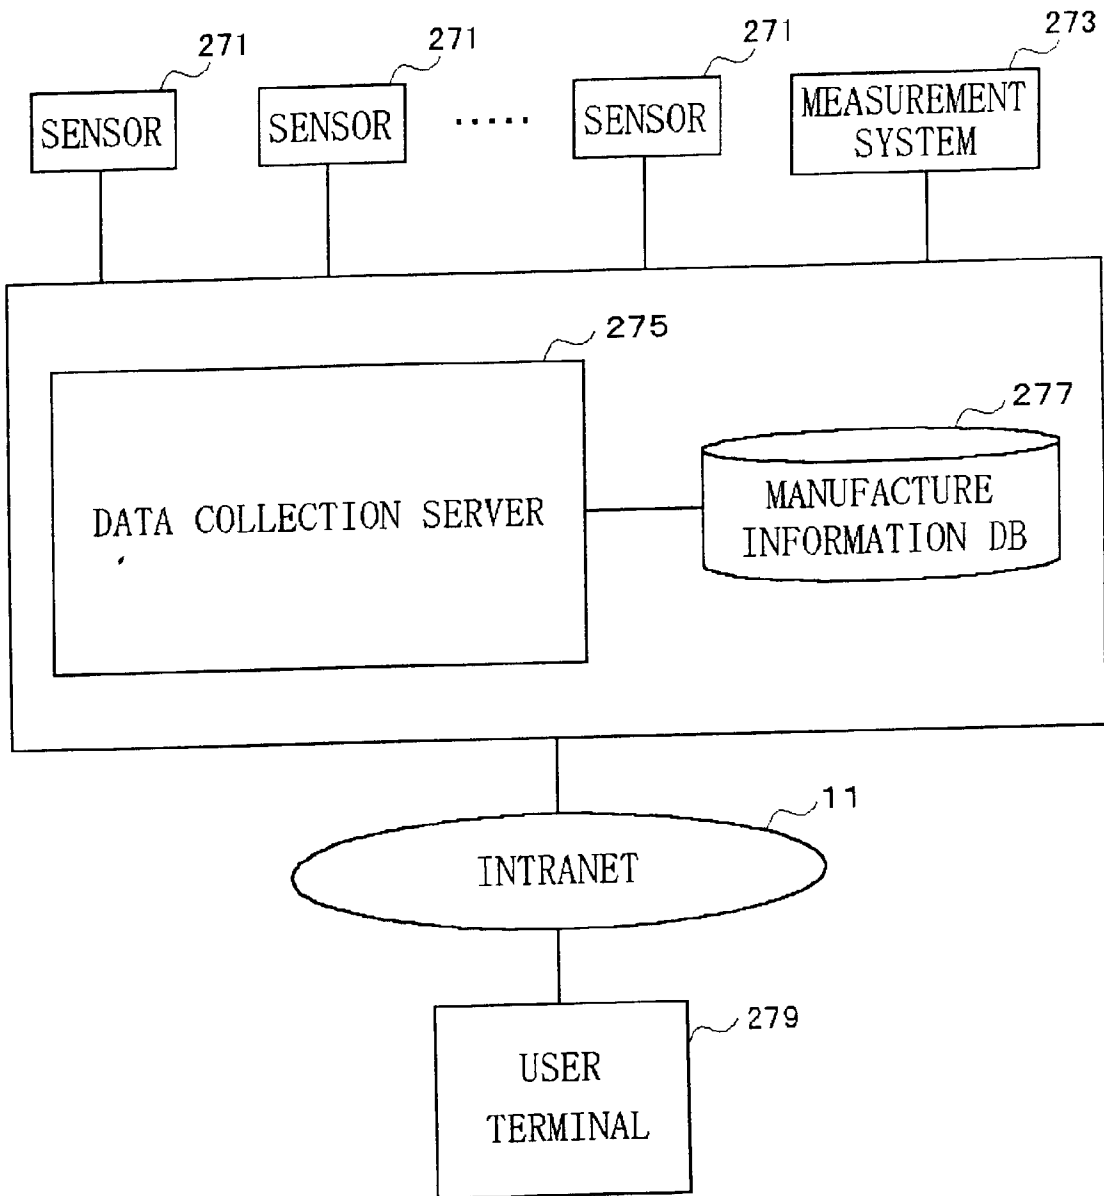 271
271
271
273
SENSOR
SENSOR
.....
SENSOR
MEASUREMENT
SYSTEM
275
277
DATA COLLECTION SERVER
MANUFACTURE
INFORMATION DB
11
INTRANET
279
USER
TERMINAL